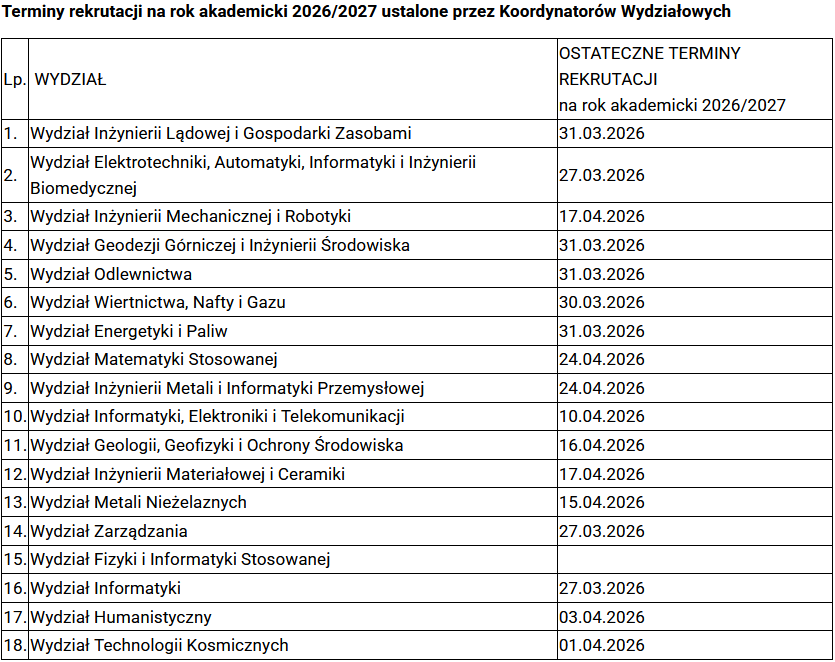 Terminy rekrutacji na rok akademicki 2026/2027 ustalone przez Koordynatorów Wydziałowych
Lp. WYDZIAŁ OSTATECZNE TERMINY
REKRUTACJI
na rok akademicki 2026/2027
1. Wydział Inżynierii Lądowej i Gospodarki Zasobami 31.03.2026
2. Wydział Elektrotechniki, Automatyki, Informatyki i Inżynierii
Biomedycznej 27.03.2026
3. Wydział Inżynierii Mechanicznej i Robotyki 17.04.2026
4. Wydział Geodezji Górniczej i Inżynierii Środowiska 31.03.2026
5. Wydział Odlewnictwa 31.03.2026
6. Wydział Wiertnictwa, Nafty i Gazu 30.03.2026
7. Wydział Energetyki i Paliw 31.03.2026
8. Wydział Matematyki Stosowanej 24.04.2026
9. Wydział Inżynierii Metali i Informatyki Przemysłowej 24.04.2026
10. Wydział Informatyki, Elektroniki i Telekomunikacji 10.04.2026
11. Wydział Geologii, Geofizyki i Ochrony Środowiska 16.04.2026
12. Wydział Inżynierii Materiałowej i Ceramiki 17.04.2026
13. Wydział Metali Nieżelaznych 15.04.2026
14. Wydział Zarządzania 27.03.2026
15. Wydział Fizyki i Informatyki Stosowanej
16. Wydział Informatyki 27.03.2026
17. Wydział Humanistyczny 03.04.2026
18. Wydział Technologii Kosmicznych 01.04.2026